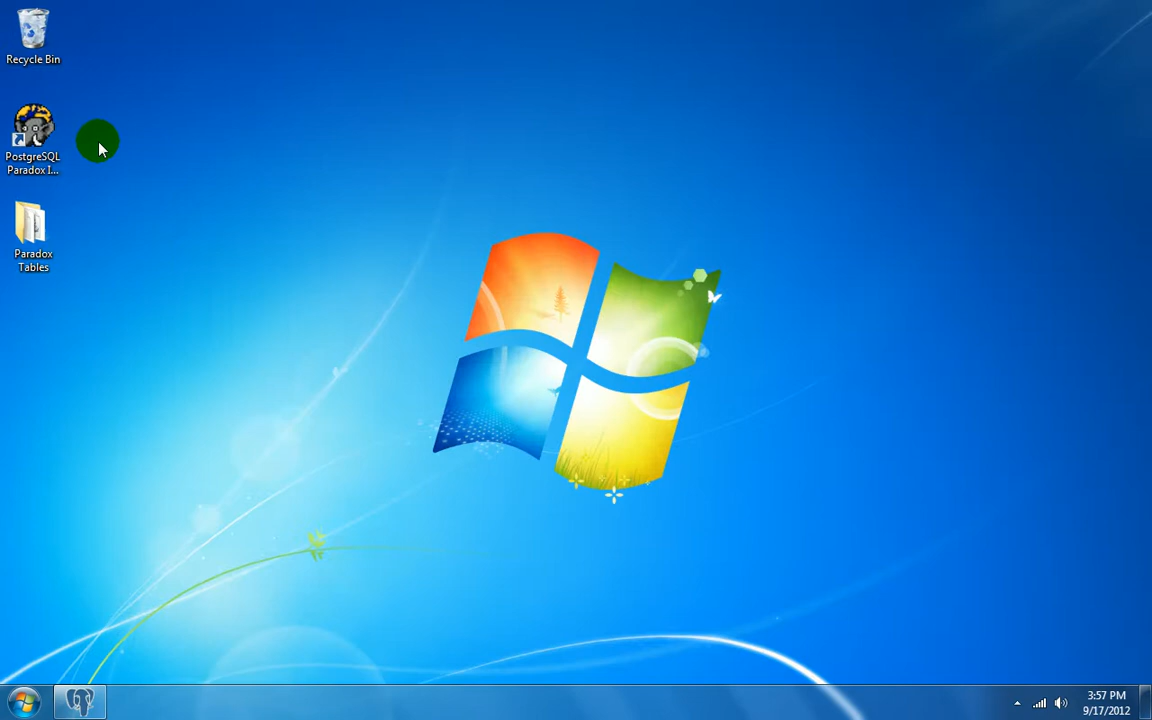 Recycle Bin
PostgreSQL
Paradox I...
Paradox
Tables
3:57 PM
9/17/2012